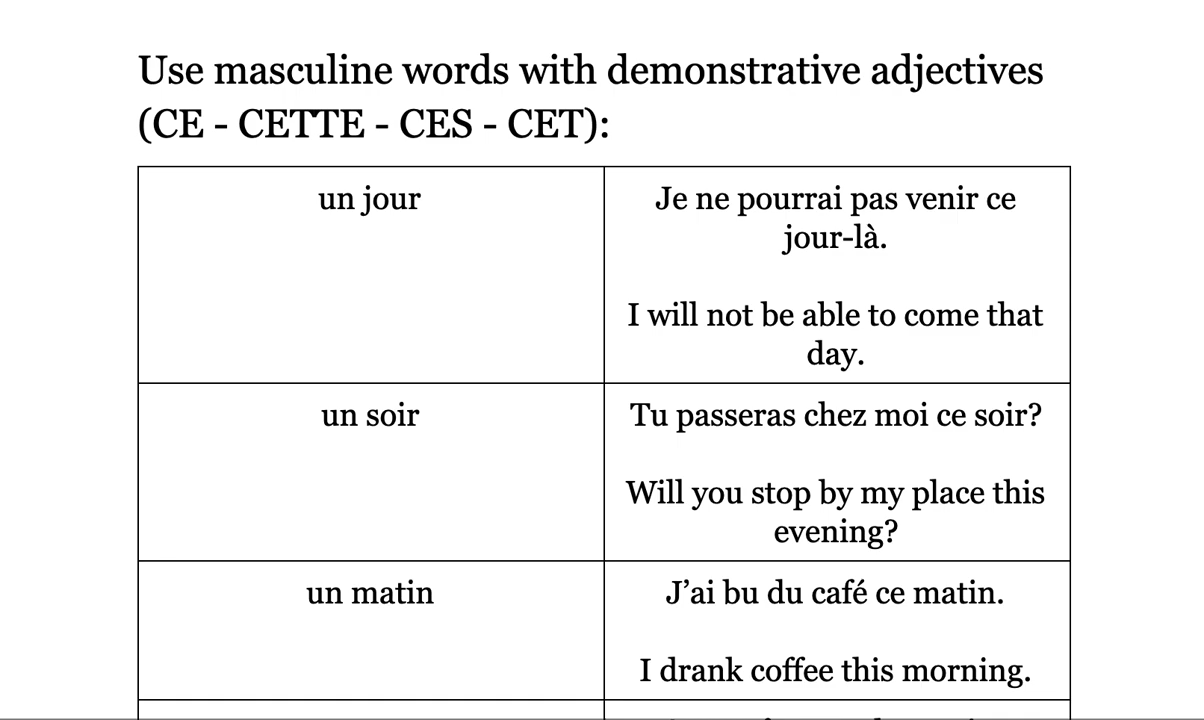 Use masculine words with demonstrative adjectives
(CE - CETTE - CES - CET):
un jour
Je ne pourrai pas venir ce
jour-là.
I will not be able to come that
day.
un soir
Tu passeras chez moi ce soir?
Will you stop by my place this
evening?
un matin
J’ai bu du café ce matin.
I drank coffee this morning.